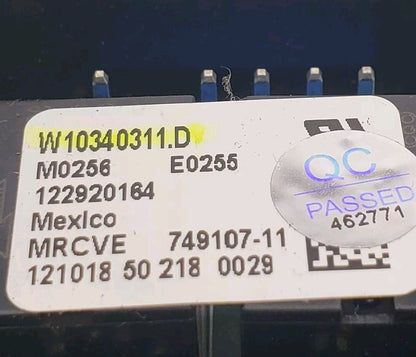 W10340311.D
M0256 E0255
122920164
Mexico
MRCVE 749107-11
121018 50 218 0029
QC
PASSED
462771